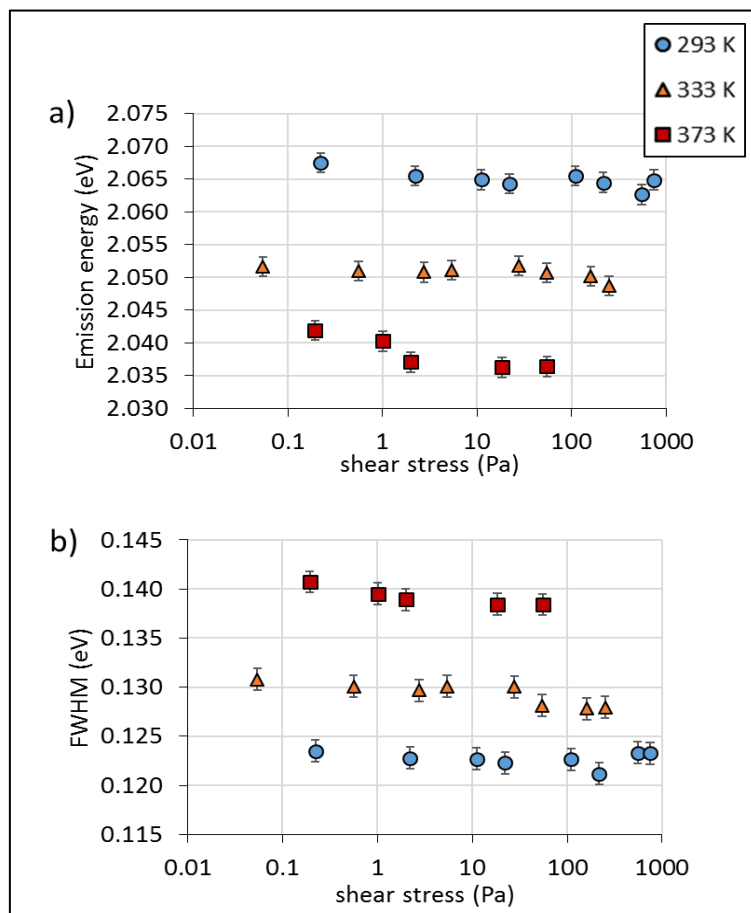 293 K
333 K
373 K
a)
Emission energy (eV)
2.075
2.070
2.065
2.060
2.055
2.050
2.045
2.040
2.035
2.030
0.01 0.1 1 10 100 1000
shear stress (Pa)
b)
FWHM (eV)
0.145
0.140
0.135
0.130
0.125
0.120
0.115
0.01 0.1 1 10 100 1000
shear stress (Pa)